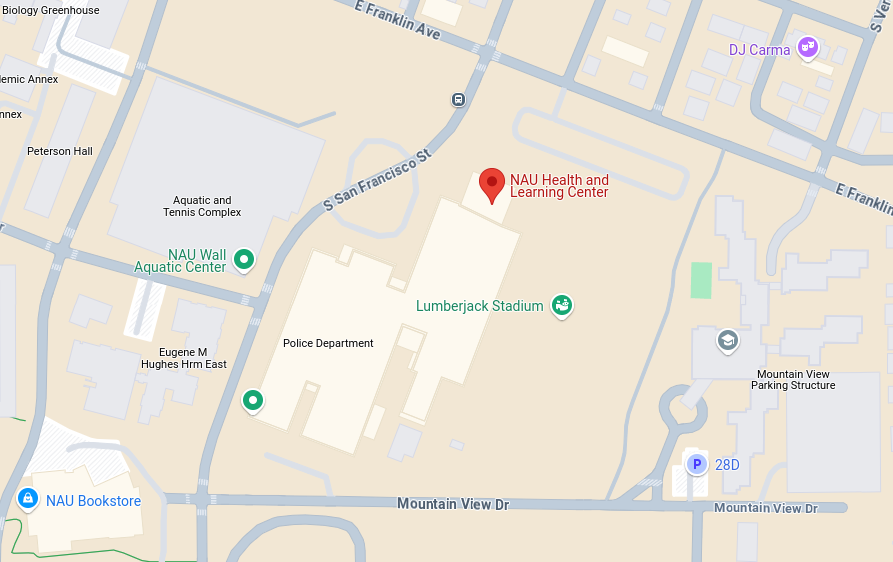 Biology Greenhouse
E Franklin Ave
S Ver
DJ Carma
demic Annex
nnex
Peterson Hall
S San Francisco St
NAU Health and
Learning Center
Aquatic and
Tennis Complex
E Franklin
NAU Wall
Aquatic Center
Lumberjack Stadium
Police Department
Eugene M
Hughes Hrm East
Mountain View
Parking Structure
P 28D
NAU Bookstore
Mountain View Dr
Mountain View Dr